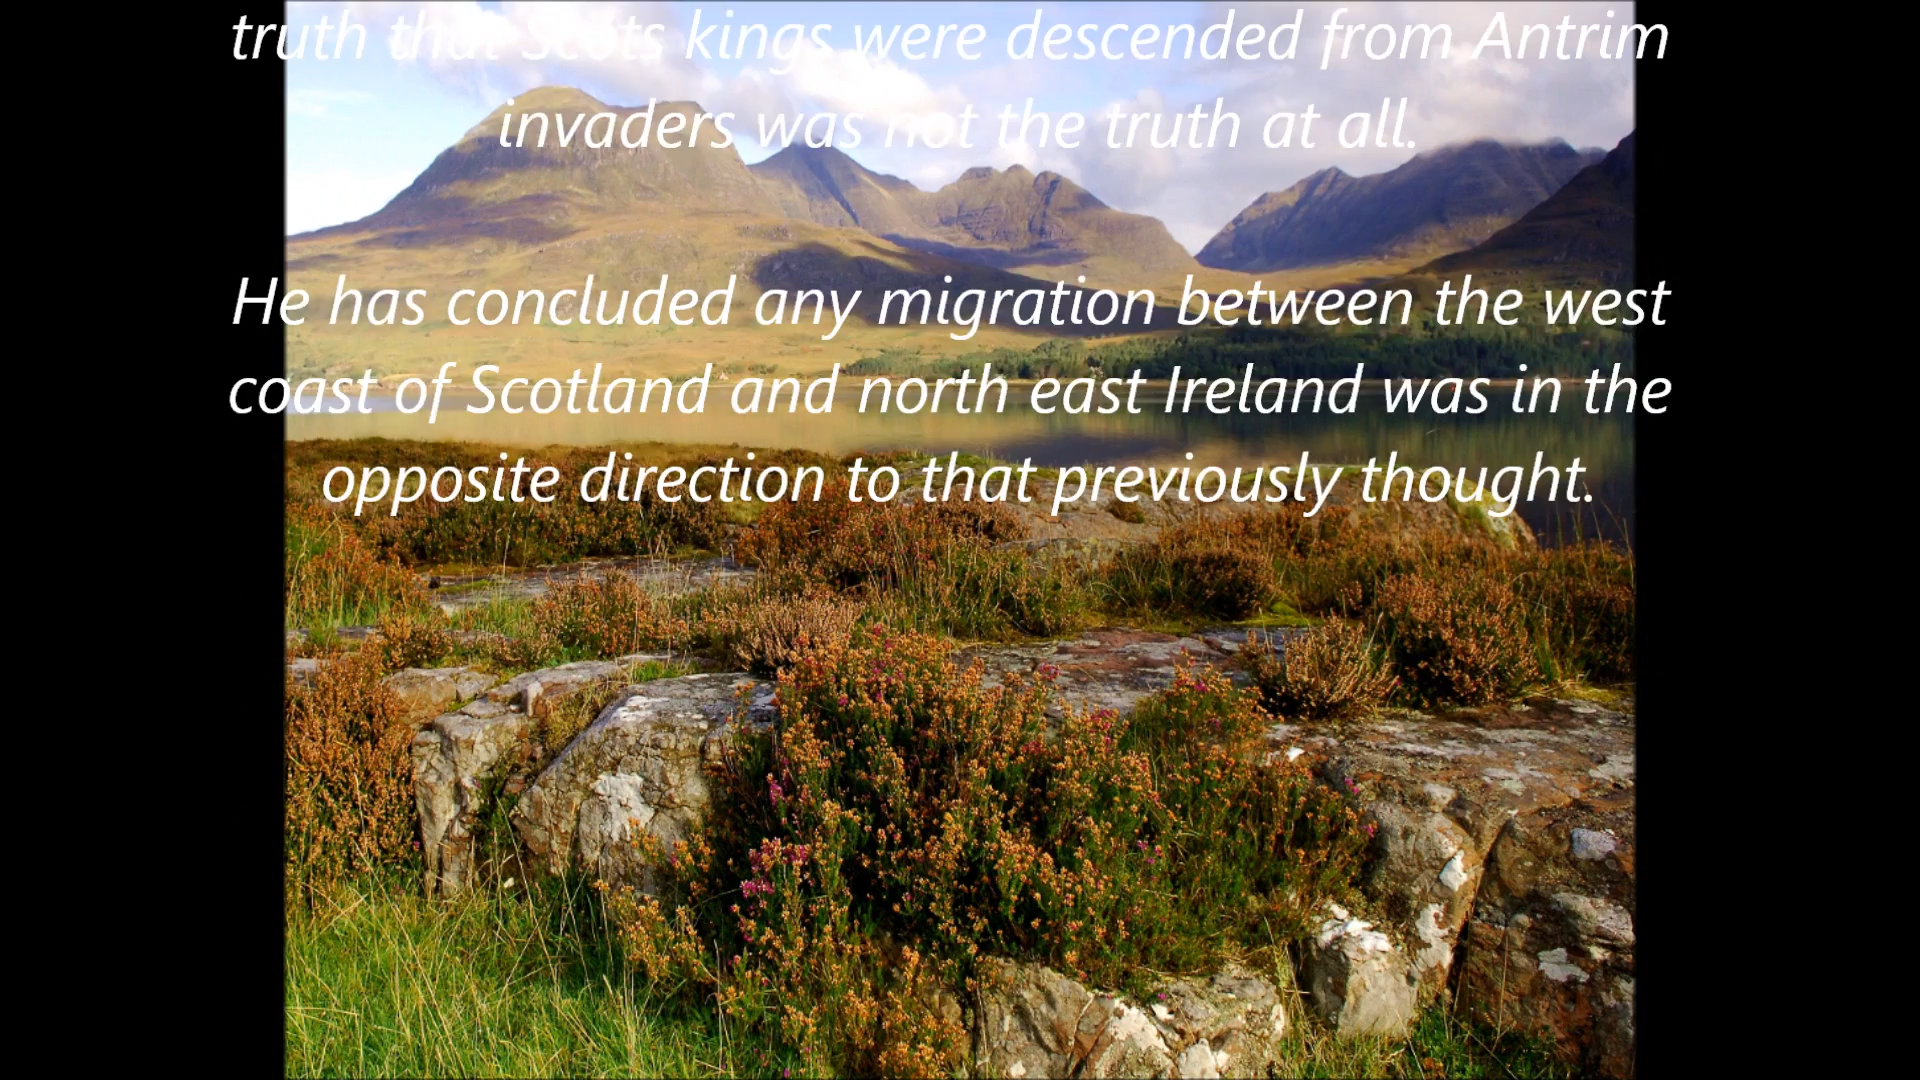 truth that Scots kings were descended from Antrim
invaders was not the truth at all.
He has concluded any migration between the west
coast of Scotland and north east Ireland was in the
opposite direction to that previously thought.